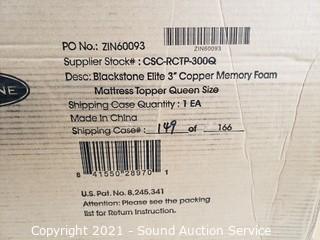 PO No.: ZIN60093
ZIN60093
Supplier Stock# : CSC-RCTP-300Q
Desc: Blackstone Elite 3" Copper Memory Foam
Mattress Topper Queen Size
NE
Shipping Case Quantity : 1 EA
Made in China
Shipping Case#: 149 of 166
8 41550 28970 1
U.S. Pat. No. 8,245,341
Attention: Please see the packing
list for Return Instruction.
Copyright 2021 - Sound Auction Service